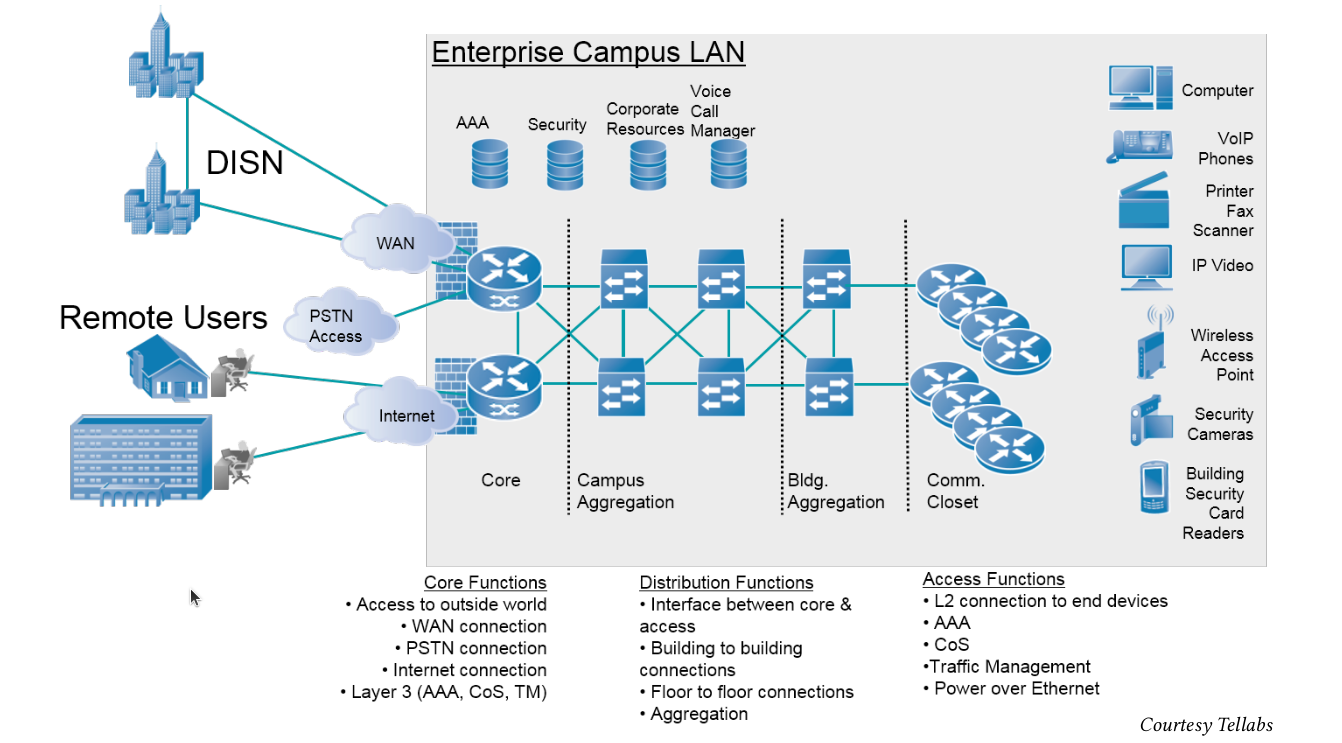 Enterprise Campus LAN
DISN
WAN
PSTN
Access
Remote Users
Internet
AAA
Security
Corporate
Resources
Voice
Call
Manager
Core
Campus
Aggregation
Bldg.
Aggregation
Comm.
Closet
Computer
VoIP
Phones
Printer
Fax
Scanner
IP Video
Wireless
Access
Point
Security
Cameras
Building
Security
Card
Readers
Core Functions
• Access to outside world
• WAN connection
• PSTN connection
• Internet connection
• Layer 3 (AAA, CoS, TM)
Distribution Functions
• Interface between core &
access
• Building to building
connections
• Floor to floor connections
• Aggregation
Access Functions
• L2 connection to end devices
• AAA
• CoS
•Traffic Management
• Power over Ethernet
Courtesy Tellabs